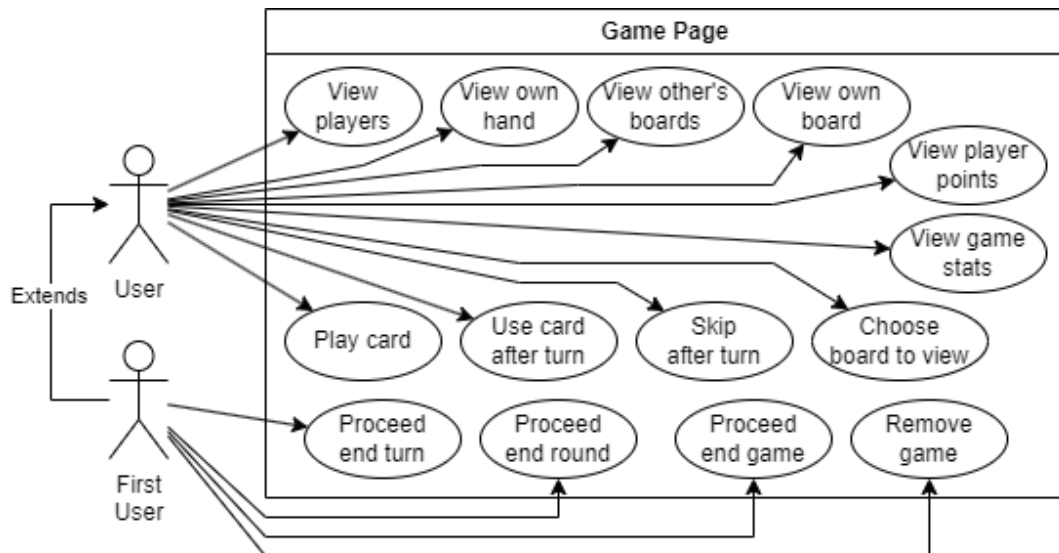 Game Page
View
players
View own
hand
View other's
boards
View own
board
View player
points
View game
stats
User
Extends
Play card
Use card
after turn
Skip
after turn
Choose
board to view
Proceed
end turn
Proceed
end round
Proceed
end game
Remove
game
First
User